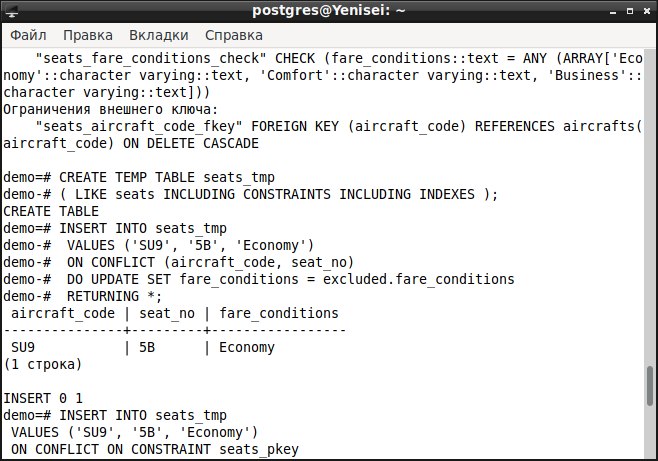 postgres@Yenisei: ~
Файл Правка Вкладки Справка
"seats_fare_conditions_check" CHECK (fare_conditions::text = ANY (ARRAY['Eco
nomy'::character varying::text, 'Comfort'::character varying::text, 'Business'::
character varying::text]))
Ограничения внешнего ключа:
"seats_aircraft_code_fkey" FOREIGN KEY (aircraft_code) REFERENCES aircrafts(
aircraft_code) ON DELETE CASCADE
demo=# CREATE TEMP TABLE seats_tmp
demo-# ( LIKE seats INCLUDING CONSTRAINTS INCLUDING INDEXES );
CREATE TABLE
demo=# INSERT INTO seats_tmp
demo-#  VALUES ('SU9', '5B', 'Economy')
demo-#  ON CONFLICT (aircraft_code, seat_no)
demo-#  DO UPDATE SET fare_conditions = excluded.fare_conditions
demo-#  RETURNING *;
 aircraft_code | seat_no | fare_conditions
---------------+---------+-----------------
 SU9           | 5B      | Economy
(1 строка)
INSERT 0 1
demo=# INSERT INTO seats_tmp
 VALUES ('SU9', '5B', 'Economy')
 ON CONFLICT ON CONSTRAINT seats_pkey